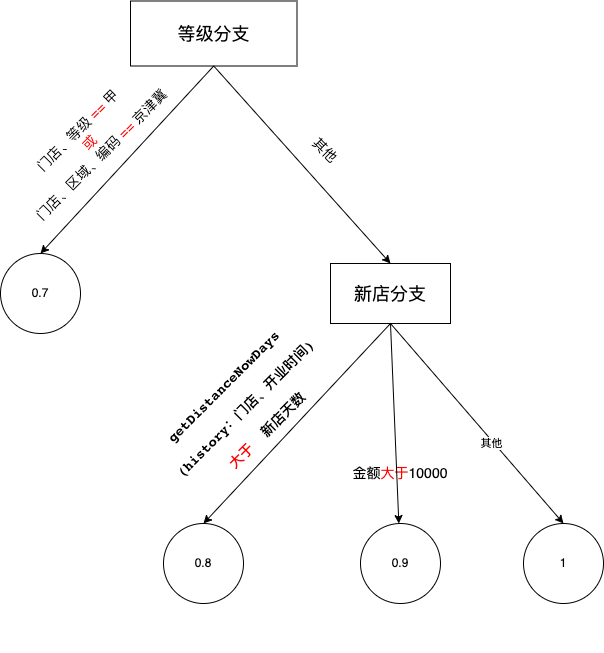 等级分支
门店、等级 == 甲
或
门店、区域、编码 == 京津冀
其他
0.7
新店分支
getDistanceNowDays
(history: 门店、开业时间)
大于 新店天数
金额大于10000
其他
0.8
0.9
1